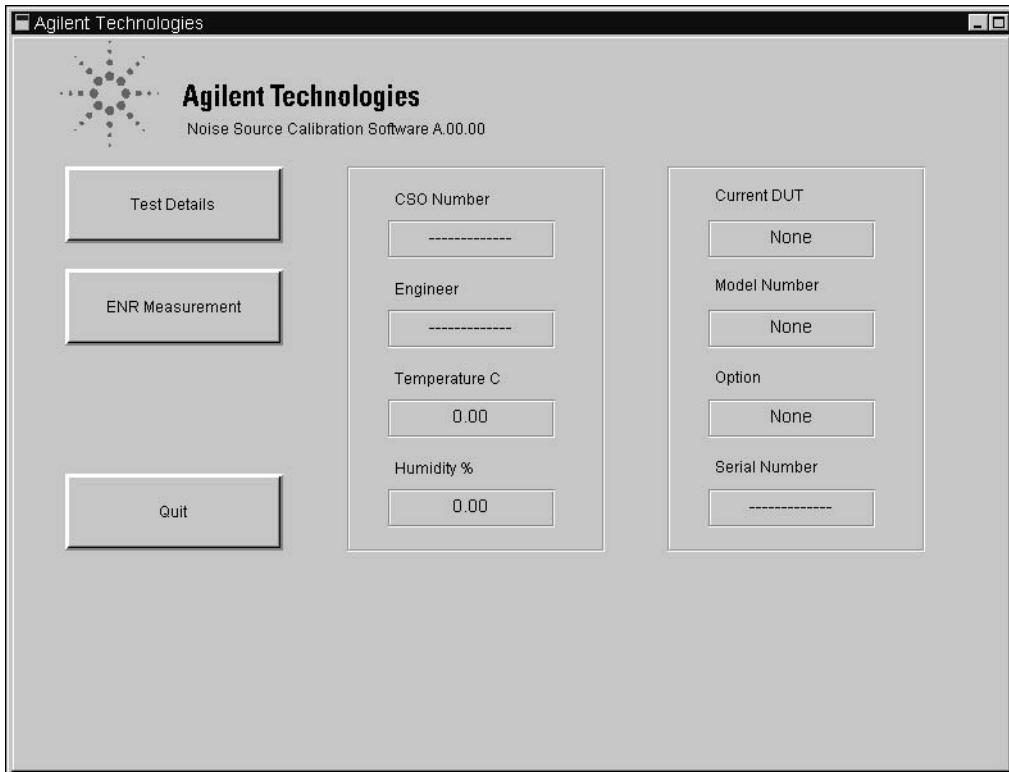 Agilent Technologies
Agilent Technologies
Noise Source Calibration Software A.00.00
Test Details
ENR Measurement
Quit
CSO Number
-------------
Engineer
-------------
Temperature C
0.00
Humidity %
0.00
Current DUT
None
Model Number
None
Option
None
Serial Number
-------------